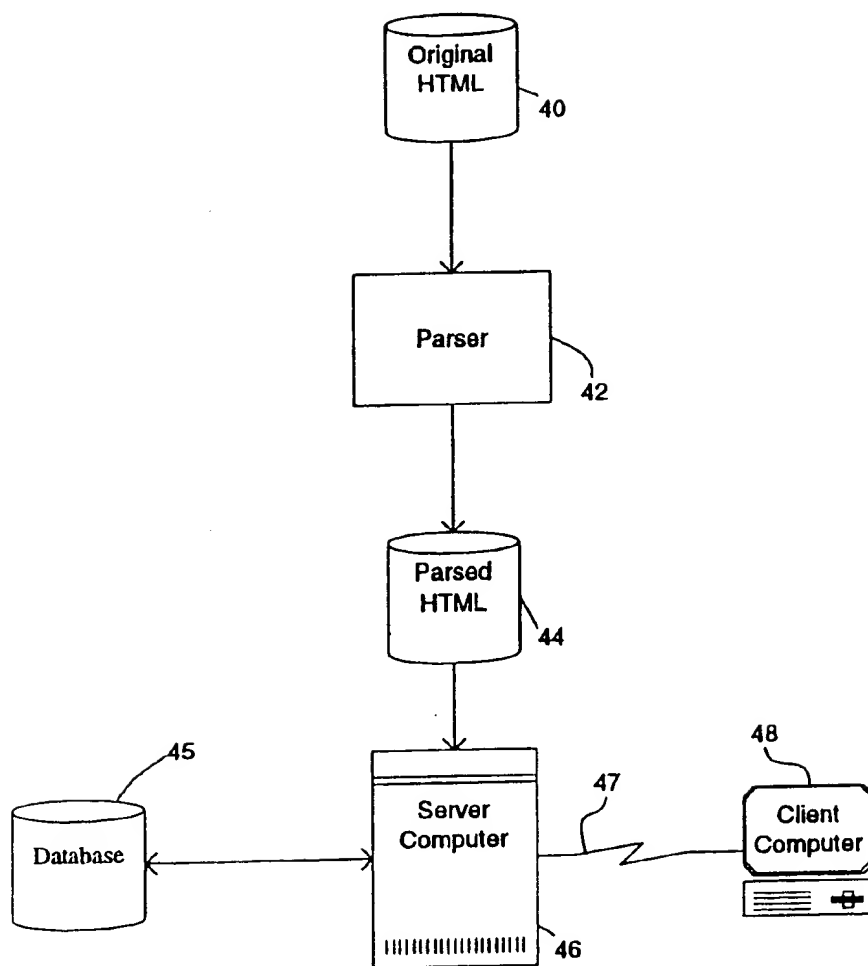 Original
HTML
40
Parser
42
Parsed
HTML
44
45
48
47
Server
Computer
Client
Computer
Database
46